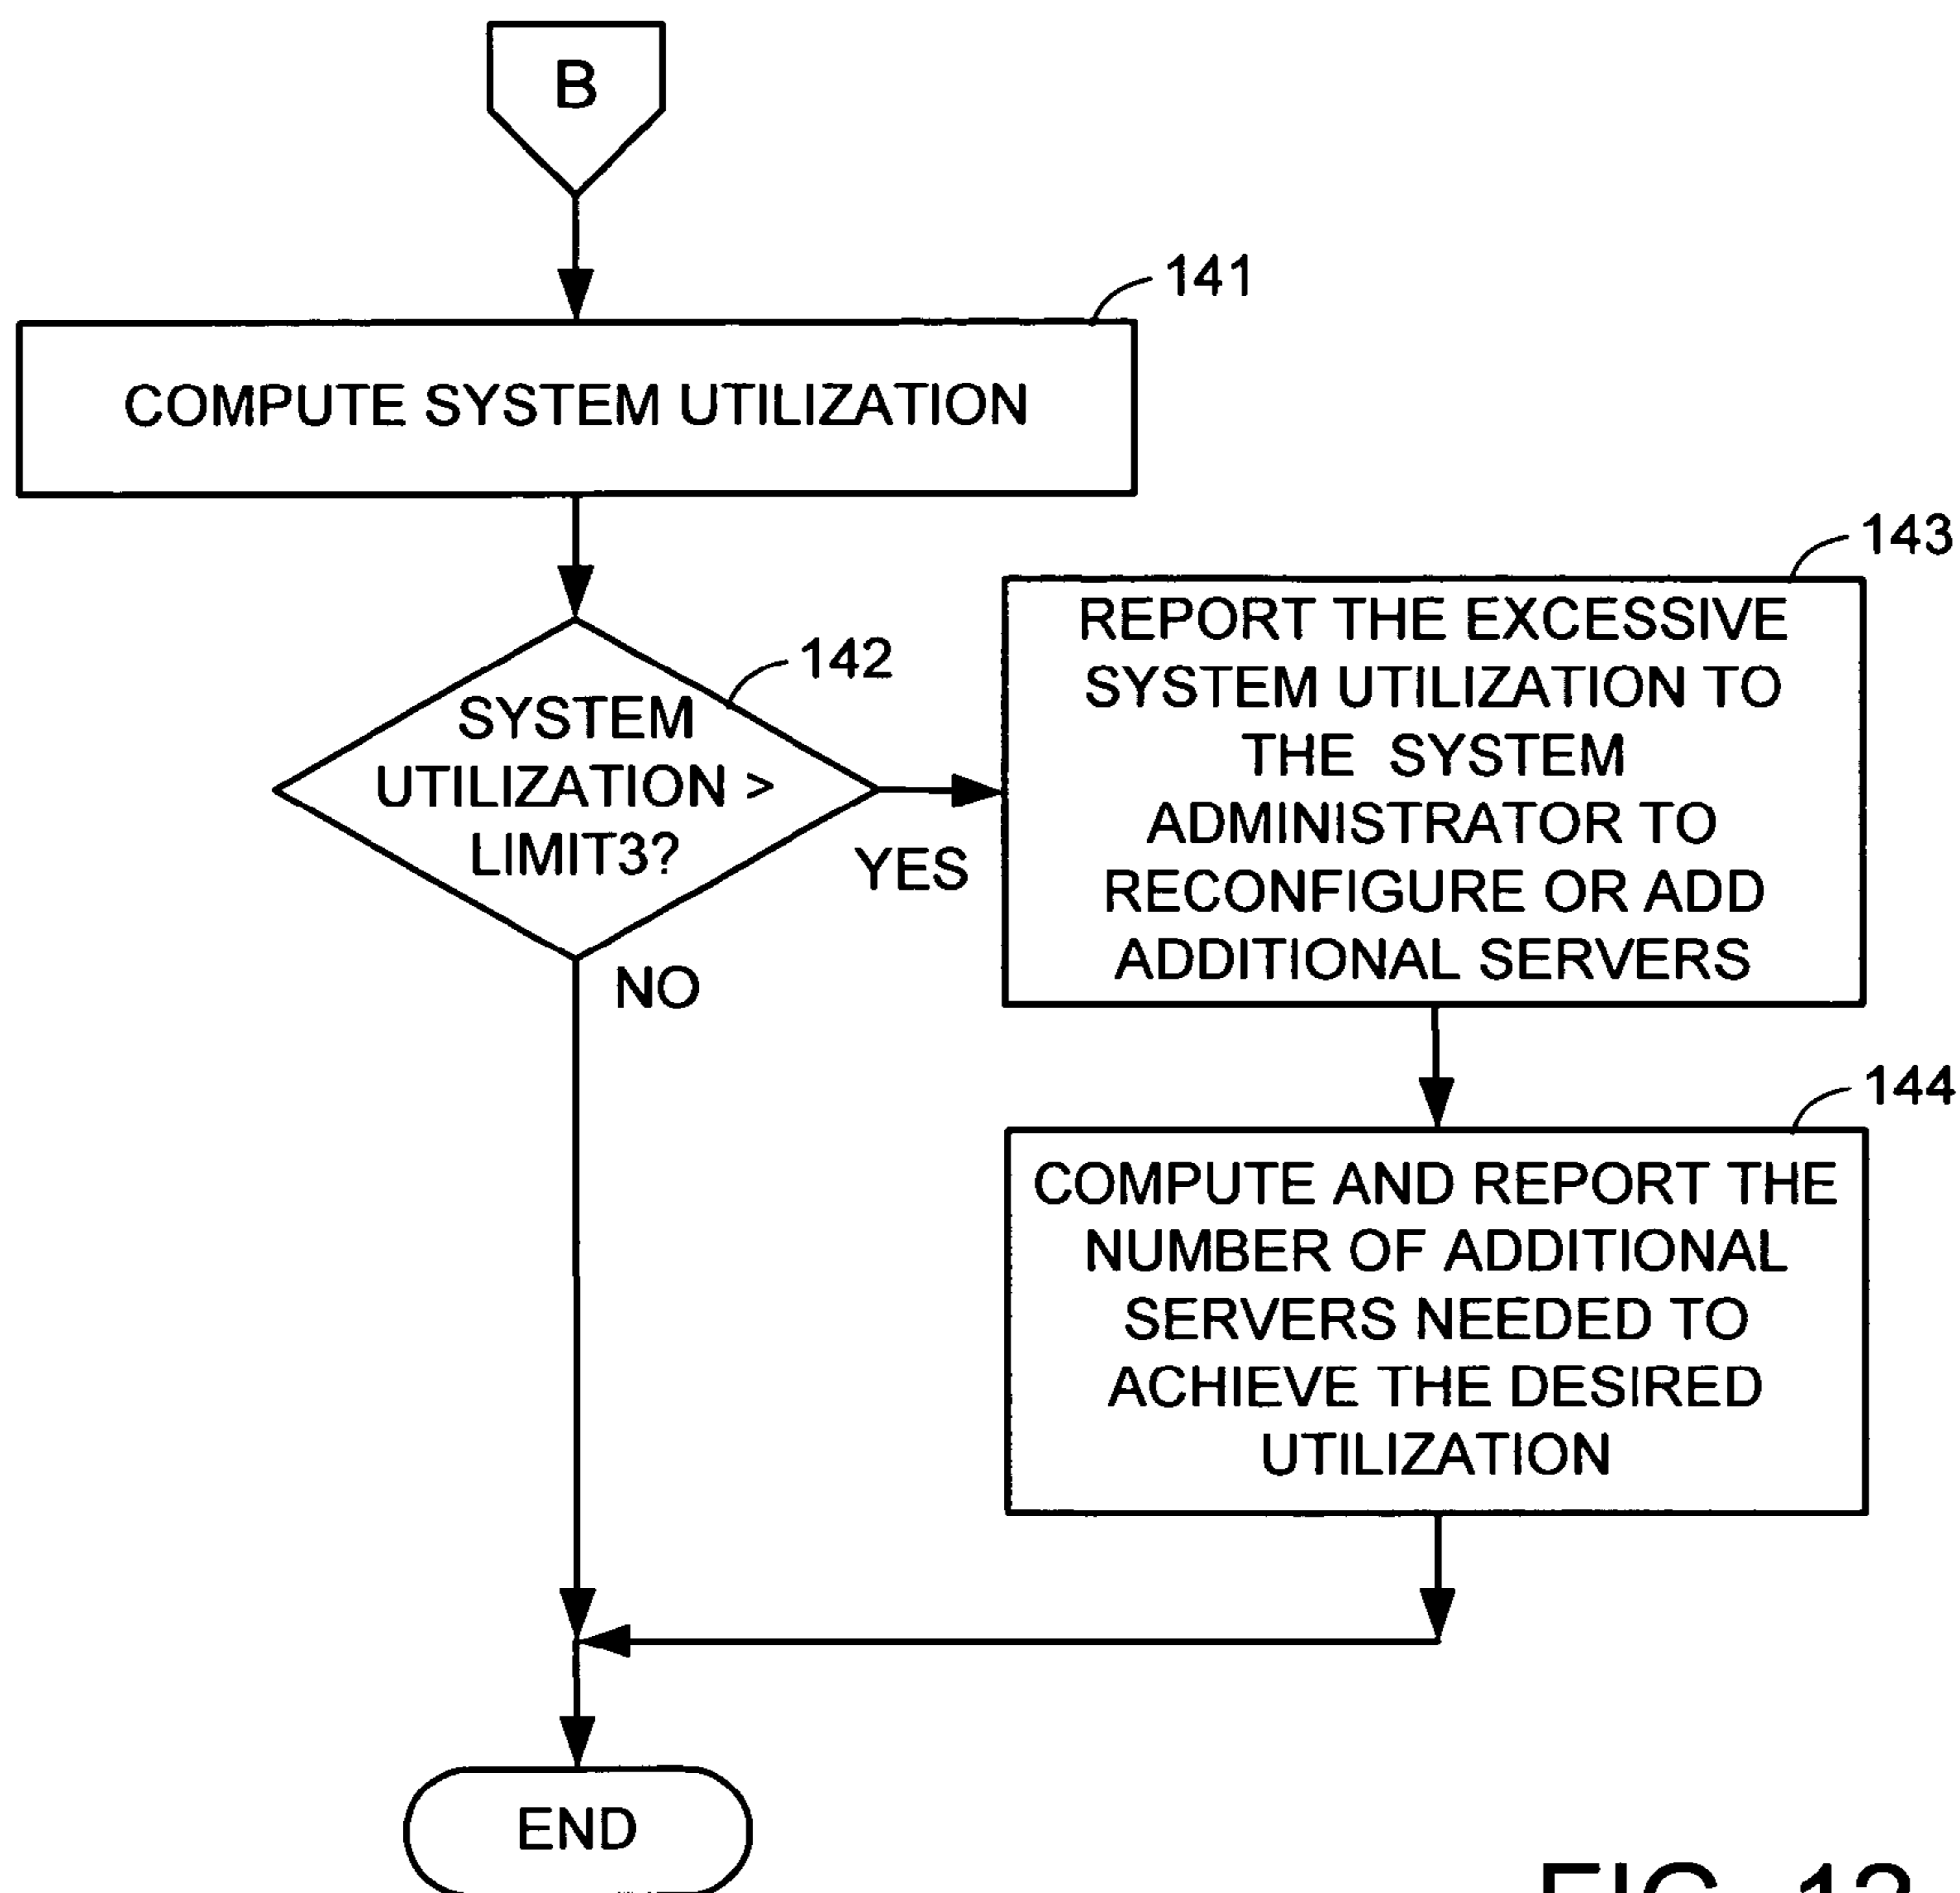 B
141
COMPUTE SYSTEM UTILIZATION
142
SYSTEM
UTILIZATION >
LIMIT3?
YES
NO
143
REPORT THE EXCESSIVE
SYSTEM UTILIZATION TO
THE SYSTEM
ADMINISTRATOR TO
RECONFIGURE OR ADD
ADDITIONAL SERVERS
144
COMPUTE AND REPORT THE
NUMBER OF ADDITIONAL
SERVERS NEEDED TO
ACHIEVE THE DESIRED
UTILIZATION
END